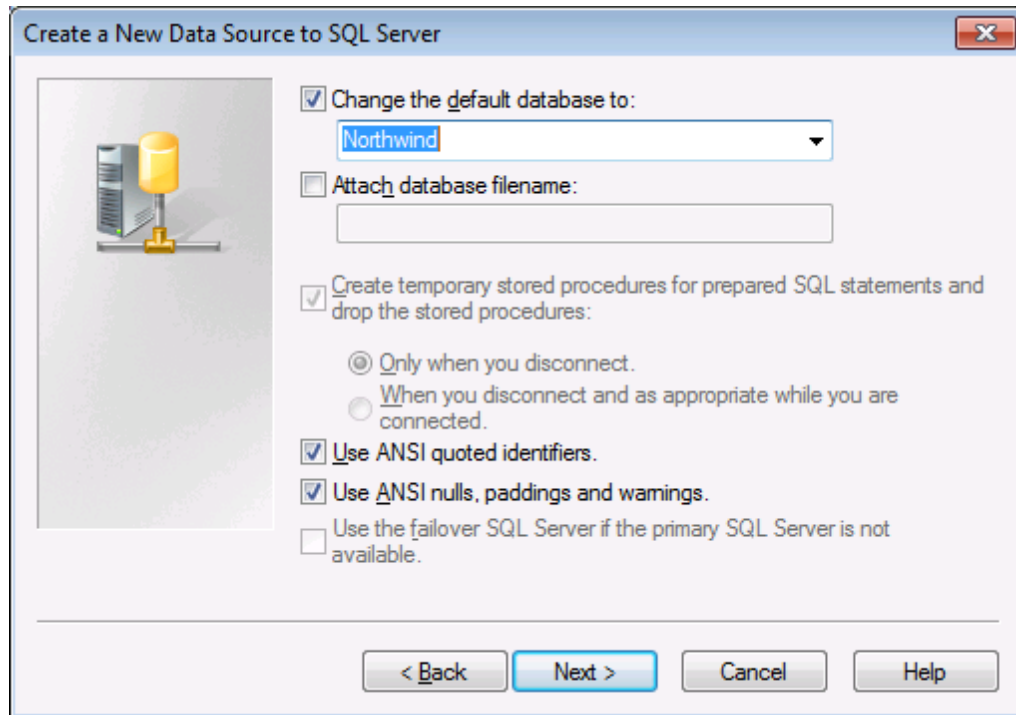 Create a New Data Source to SQL Server
Change the default database to:
Northwind
Attach database filename:
Create temporary stored procedures for prepared SQL statements and
drop the stored procedures:
Only when you disconnect.
When you disconnect and as appropriate while you are
connected.
Use ANSI quoted identifiers.
Use ANSI nulls, paddings and warnings.
Use the failover SQL Server if the primary SQL Server is not
available.
< Back Next > Cancel Help